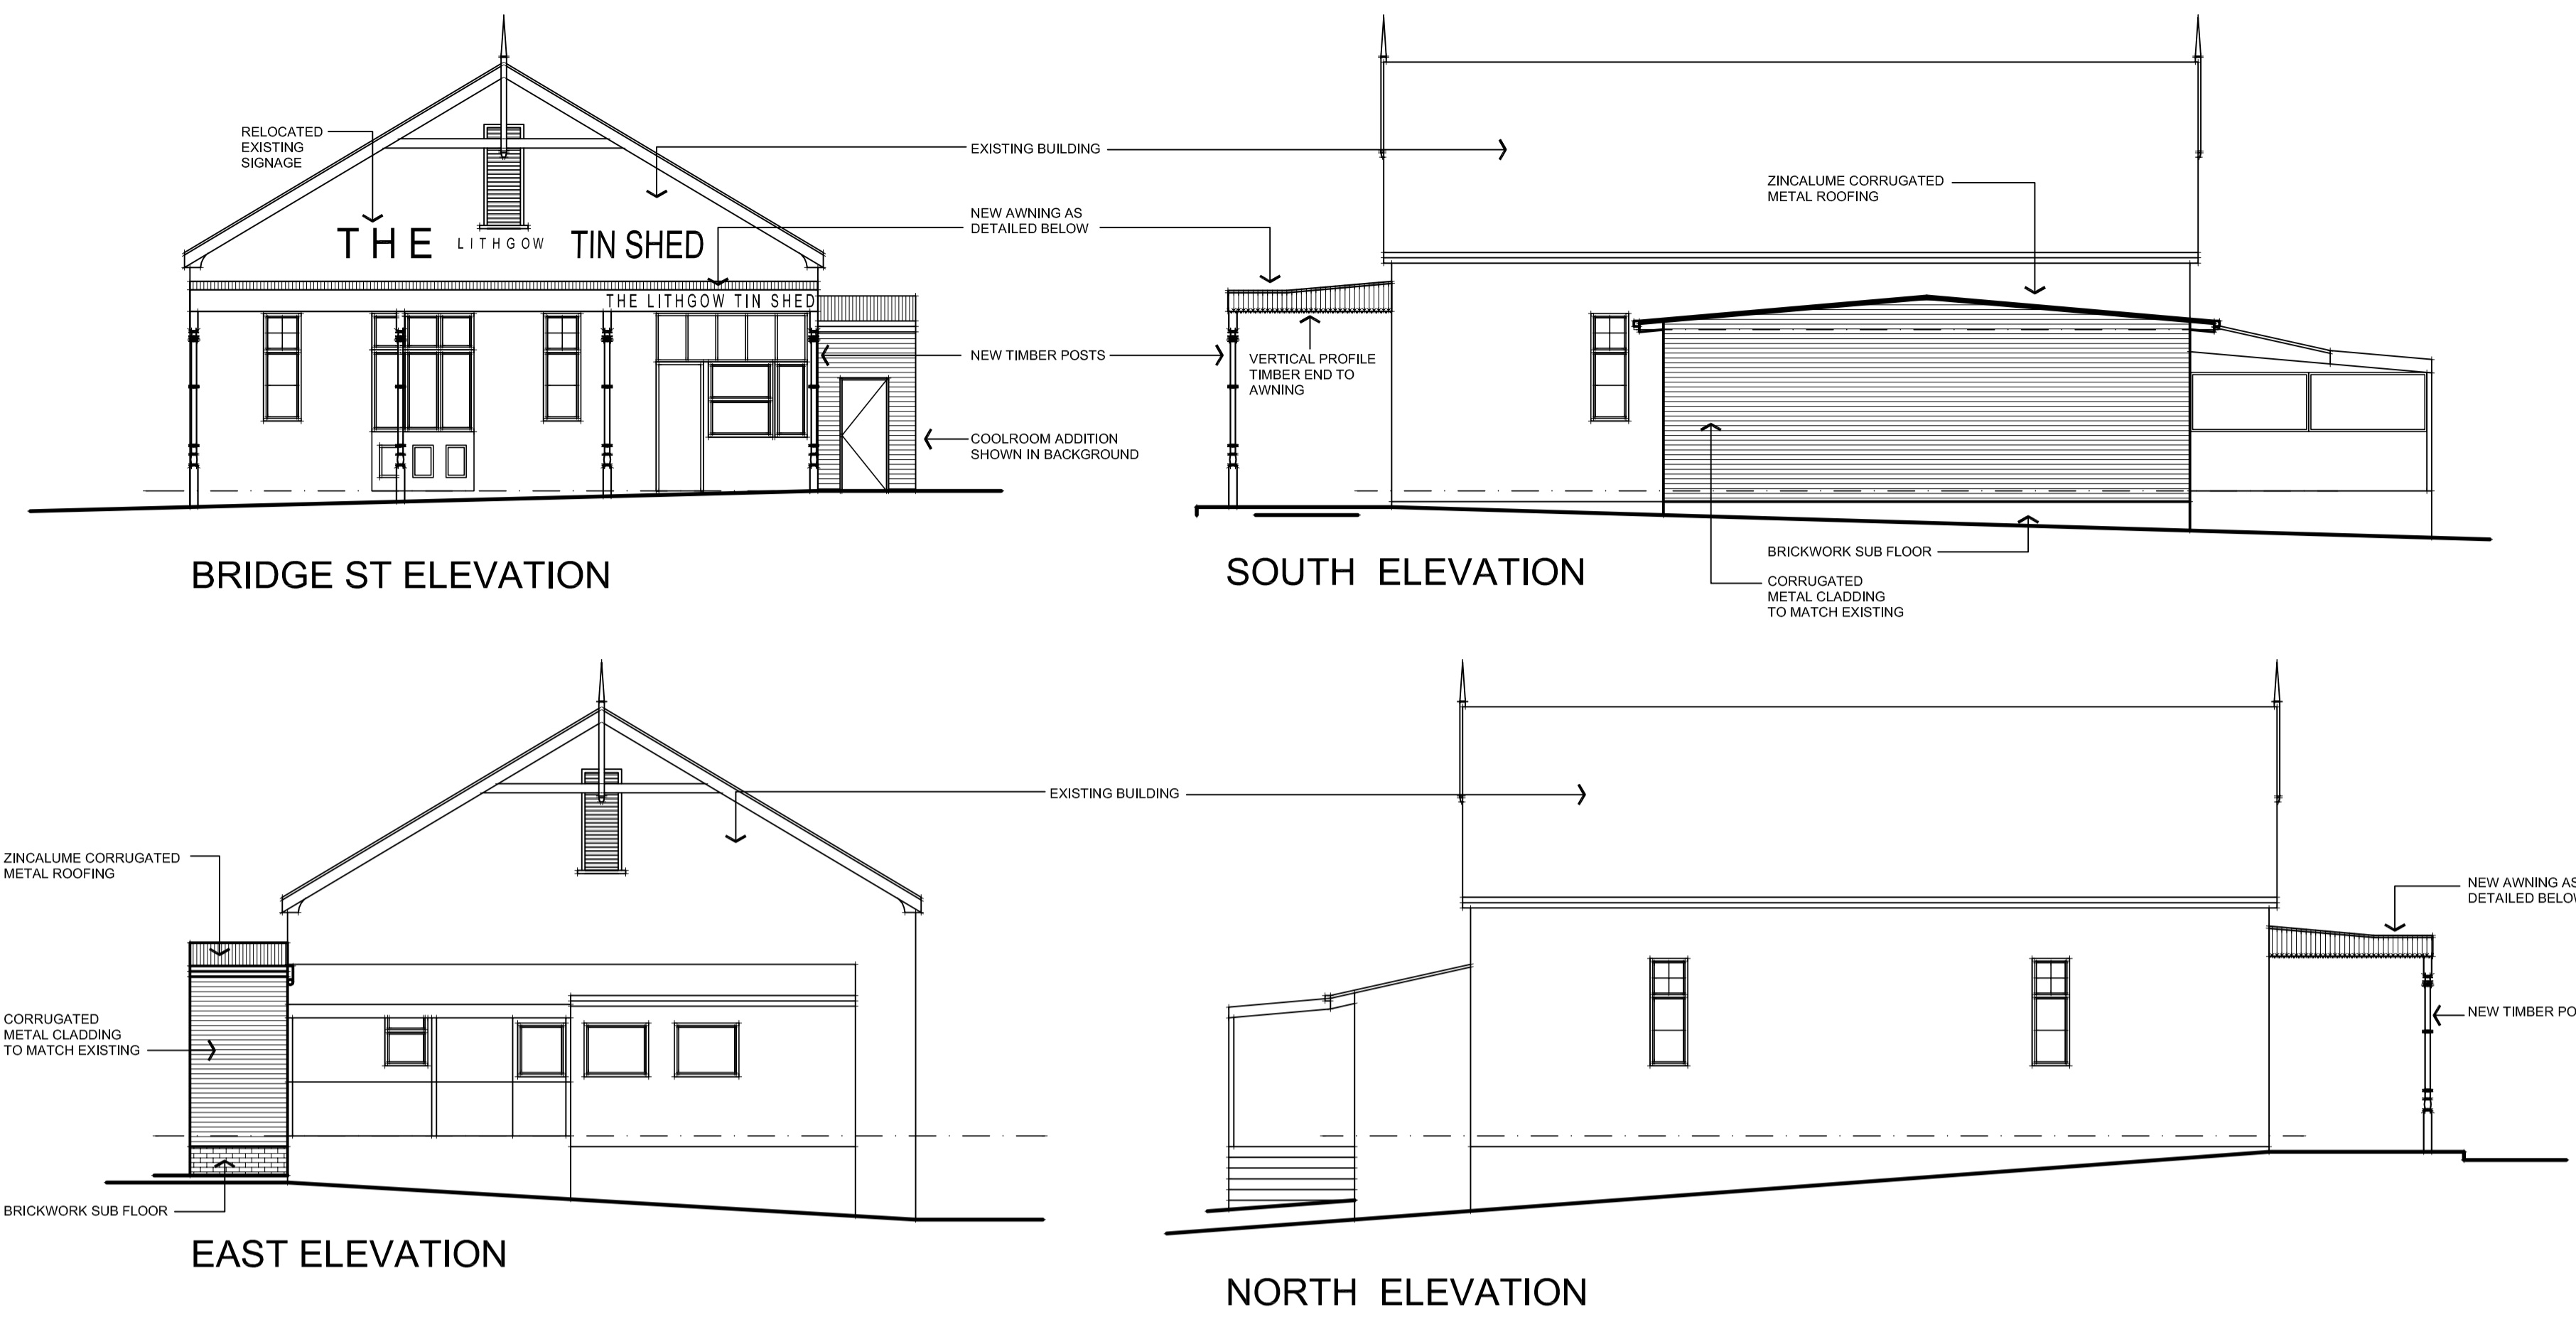 RELOCATED
EXISTING
SIGNAGE
THE LITHGOW TIN SHED
THE LITHGOW TIN SHED
EXISTING BUILDING
NEW AWNING AS
DETAILED BELOW
NEW TIMBER POSTS
COOLROOM ADDITION
SHOWN IN BACKGROUND
BRIDGE ST ELEVATION
ZINCALUME CORRUGATED
METAL ROOFING
VERTICAL PROFILE
TIMBER END TO
AWNING
BRICKWORK SUB FLOOR
CORRUGATED
METAL CLADDING
TO MATCH EXISTING
SOUTH ELEVATION
EXISTING BUILDING
ZINCALUME CORRUGATED
METAL ROOFING
CORRUGATED
METAL CLADDING
TO MATCH EXISTING
BRICKWORK SUB FLOOR
EAST ELEVATION
NEW AWNING AS
DETAILED BELOW
NEW TIMBER PO
NORTH ELEVATION